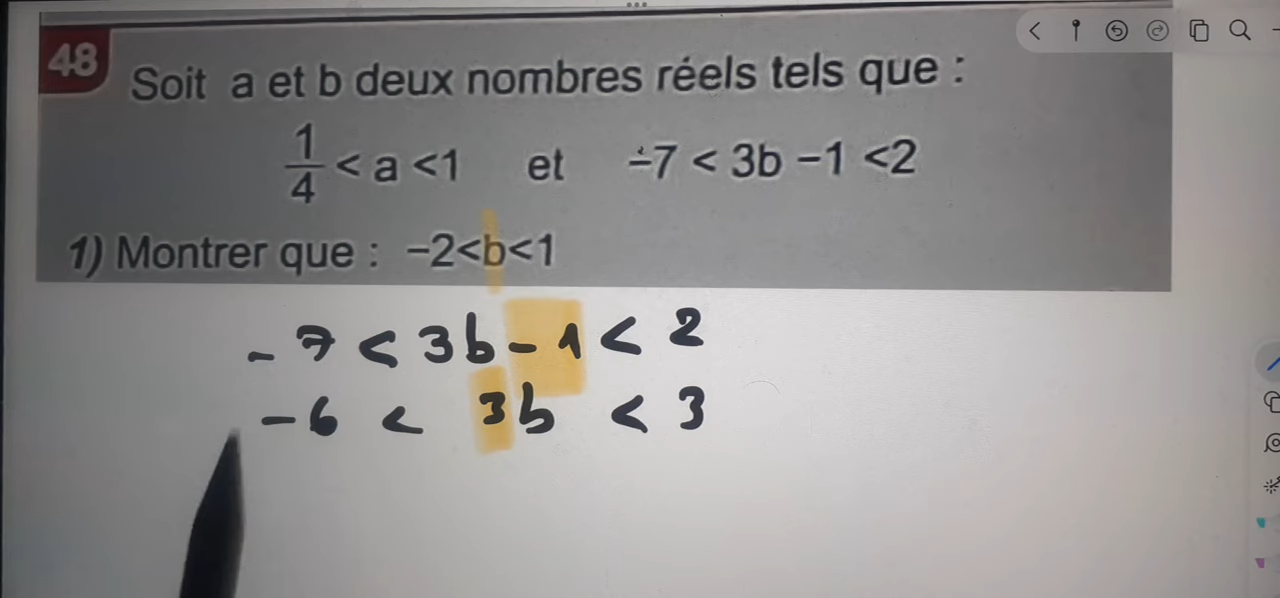 48 Soit a et b deux nombres réels tels que :
1/4 < a < 1 et -7 < 3b - 1 < 2
1) Montrer que : -2<b<1
- 7 < 3b - 1 < 2
- 6 < 3b < 3